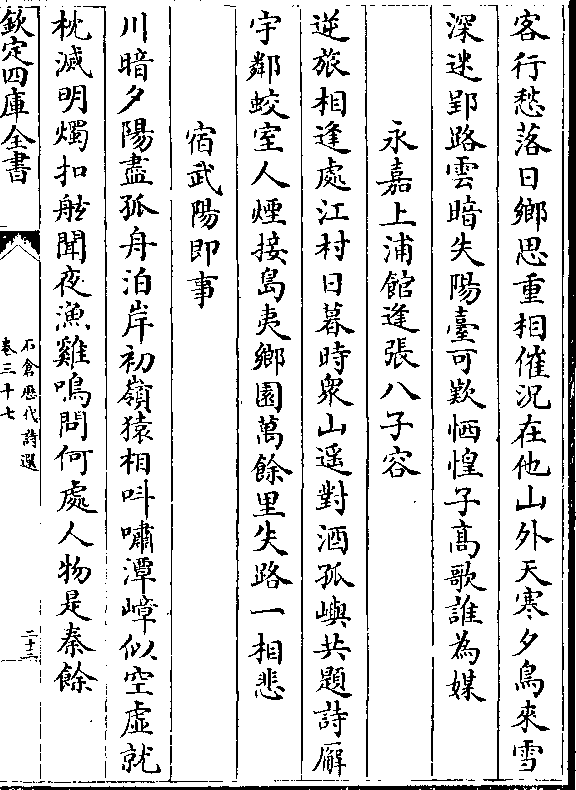 客行愁落日鄉思重相催況在他山外天寒夕鳥來雪
深迷郢路雲暗失陽臺可歎恓惶子髙歌誰為媒
永嘉上浦館逢張八子容
逆旅相逢處江村日暮時衆山遥對酒孤嶼共題詩廨
宇鄰蛟室人煙接島夷鄉園萬餘里失路一相悲
宿武陽即事
川暗夕陽盡孤舟泊岸初嶺猿相呌嘯潭嶂似空虛就
枕滅明燭扣舷聞夜漁雞鳴問何處人物是秦餘
欽定四庫全書
石倉歴代詩選
卷三十七
二十三